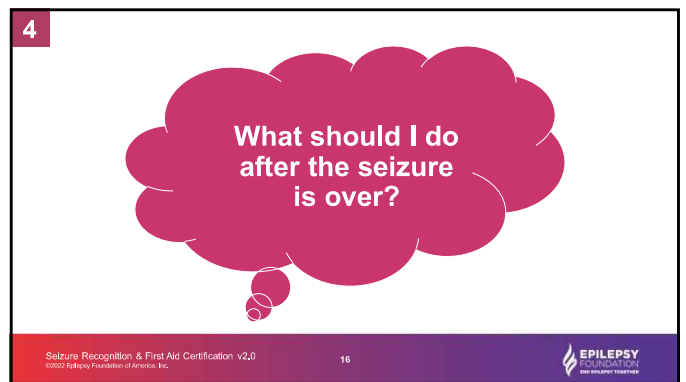 4
What should I do
after the seizure
is over?
Seizure Recognition & First Aid Certification v2.0
©2022 Epilepsy Foundation of America, Inc.
16
EPILEPSY
FOUNDATION
END EPILEPSY TOGETHER